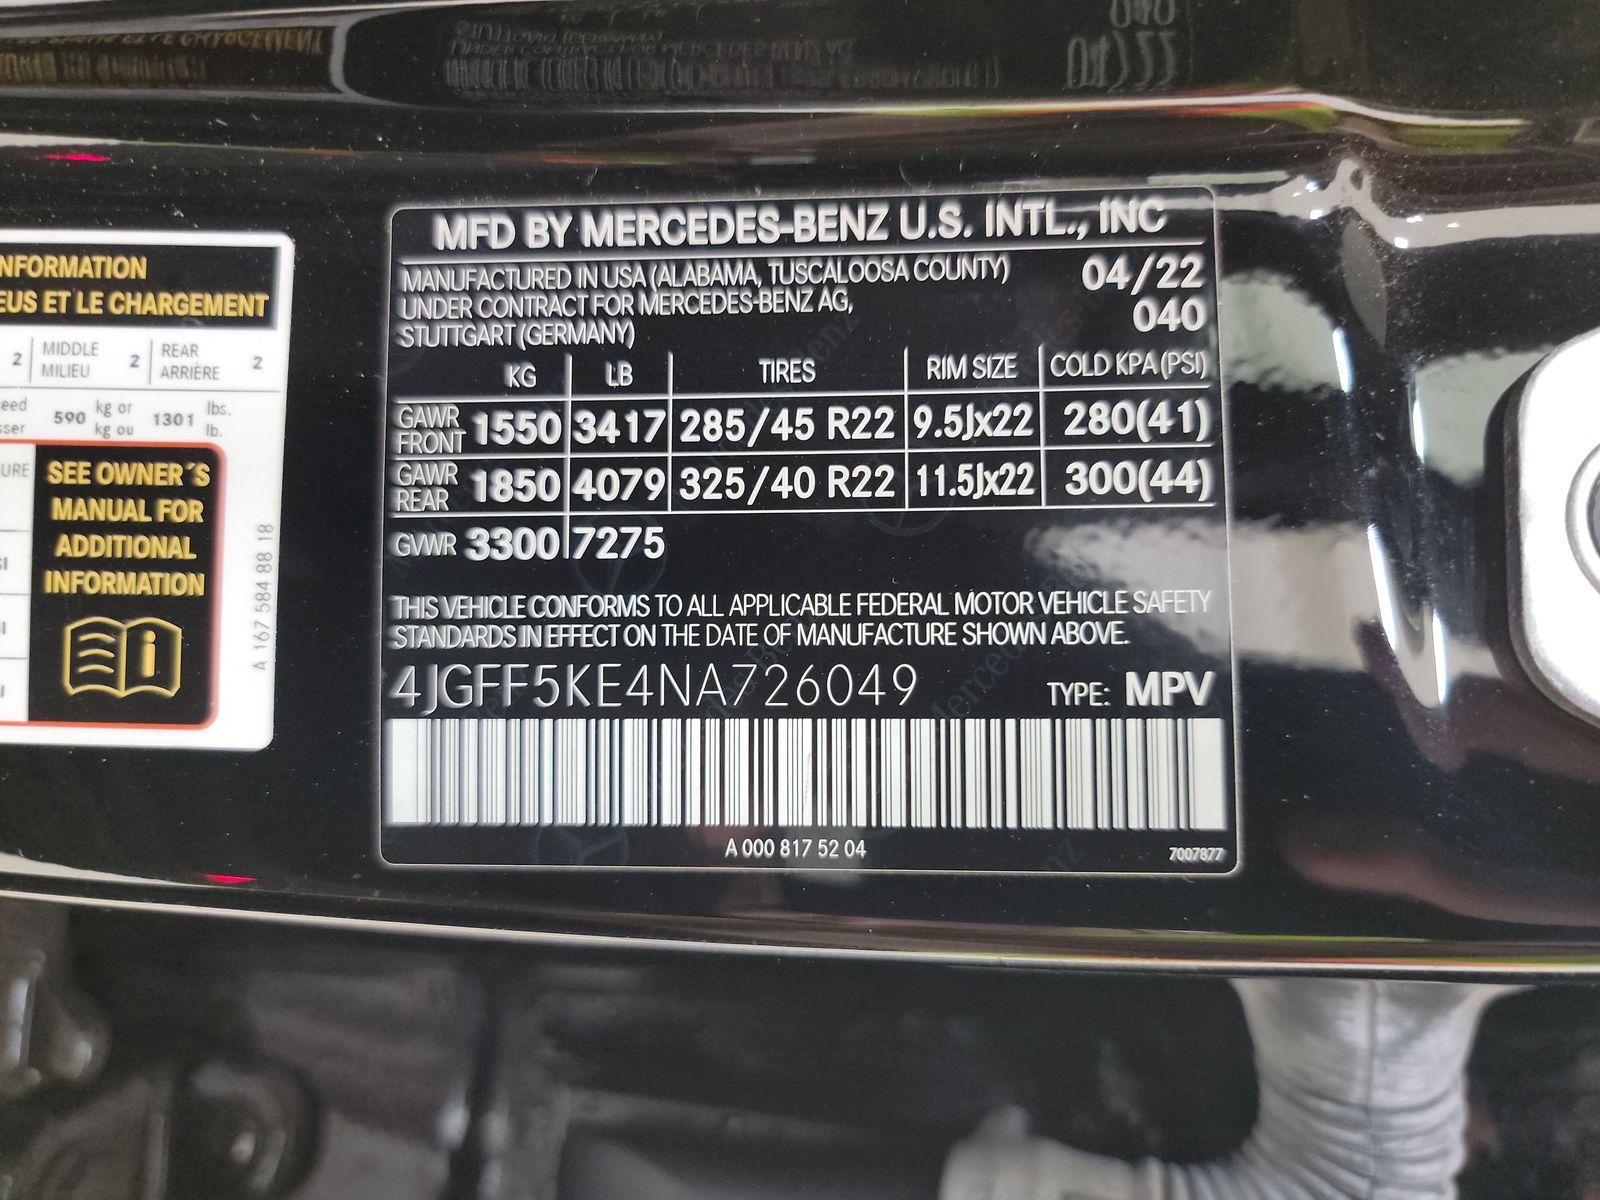 NFORMATION
EUS ET LE CHARGEMENT
2 MIDDLE MILIEU 2 REAR ARRIÈRE 2
590 kg or kg ou 1301 lbs. lb.
SEE OWNER´S
MANUAL FOR
ADDITIONAL
INFORMATION
A 167 584 88 18
MFD BY MERCEDES-BENZ U.S. INTL., INC
MANUFACTURED IN USA (ALABAMA, TUSCALOOSA COUNTY) 04/22
UNDER CONTRACT FOR MERCEDES-BENZ AG, 040
STUTTGART (GERMANY)
KG LB TIRES RIM SIZE COLD KPA (PSI)
GAWR FRONT 1550 3417 285/45 R22 9.5Jx22 280(41)
GAWR REAR 1850 4079 325/40 R22 11.5Jx22 300(44)
GVWR 3300 7275
THIS VEHICLE CONFORMS TO ALL APPLICABLE FEDERAL MOTOR VEHICLE SAFETY
STANDARDS IN EFFECT ON THE DATE OF MANUFACTURE SHOWN ABOVE.
4JGFF5KE4NA726049 TYPE: MPV
A 000 817 52 04 7007877